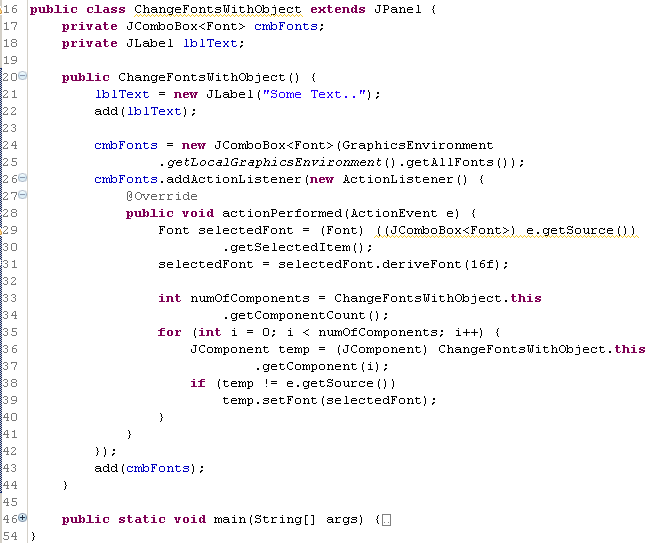 16 public class ChangeFontsWithObject extends JPanel {
17     private JComboBox<Font> cmbFonts;
18     private JLabel lblText;
19
20     public ChangeFontsWithObject() {
21         lblText = new JLabel("Some Text..");
22         add(lblText);
23
24         cmbFonts = new JComboBox<Font>(GraphicsEnvironment
25                 .getLocalGraphicsEnvironment().getAllFonts());
26         cmbFonts.addActionListener(new ActionListener() {
27             @Override
28             public void actionPerformed(ActionEvent e) {
29                 Font selectedFont = (Font) ((JComboBox<Font>) e.getSource())
30                         .getSelectedItem();
31                 selectedFont = selectedFont.deriveFont(16f);
32
33                 int numOfComponents = ChangeFontsWithObject.this
34                         .getComponentCount();
35                 for (int i = 0; i < numOfComponents; i++) {
36                     JComponent temp = (JComponent) ChangeFontsWithObject.this
37                             .getComponent(i);
38                     if (temp != e.getSource())
39                         temp.setFont(selectedFont);
40                 }
41             }
42         });
43         add(cmbFonts);
44     }
45
46     public static void main(String[] args) {
54 }